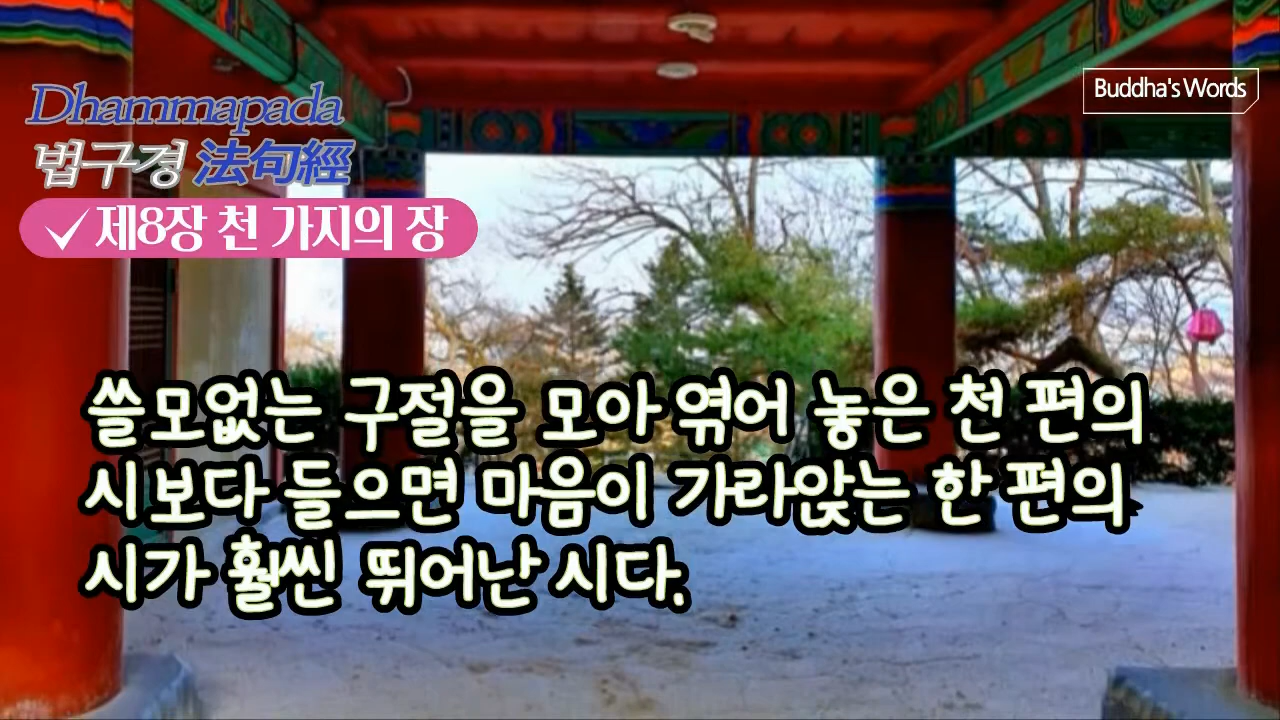 Dhammapada
법구경 法句經
제8장 천 가지의 장
Buddha's Words
쓸모없는 구절을 모아 엮어 놓은 천 편의
시보다 들으면 마음이 가라앉는 한 편의
시가 훨씬 뛰어난 시다.